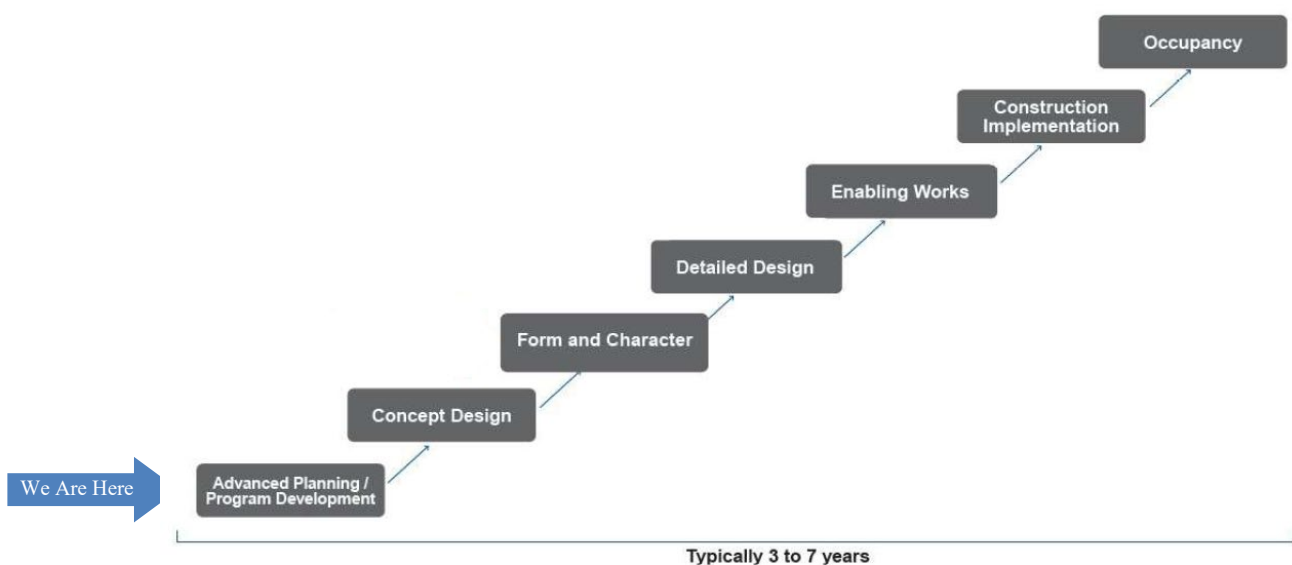 Occupancy
Construction
Implementation
Enabling Works
Detailed Design
Form and Character
Concept Design
We Are Here
Advanced Planning /
Program Development
Typically 3 to 7 years